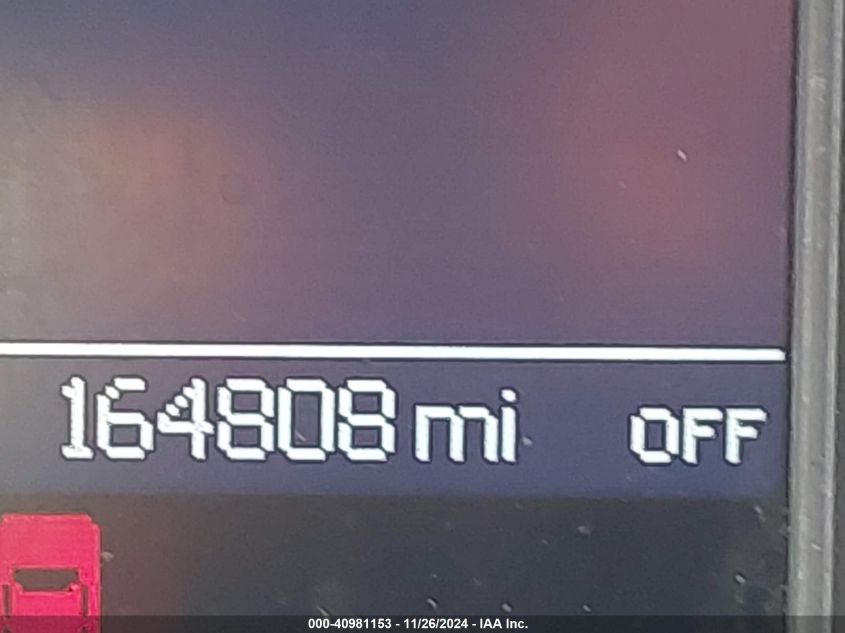 164808 mi OFF
000-40981153 - 11/26/2024 - IAA Inc.